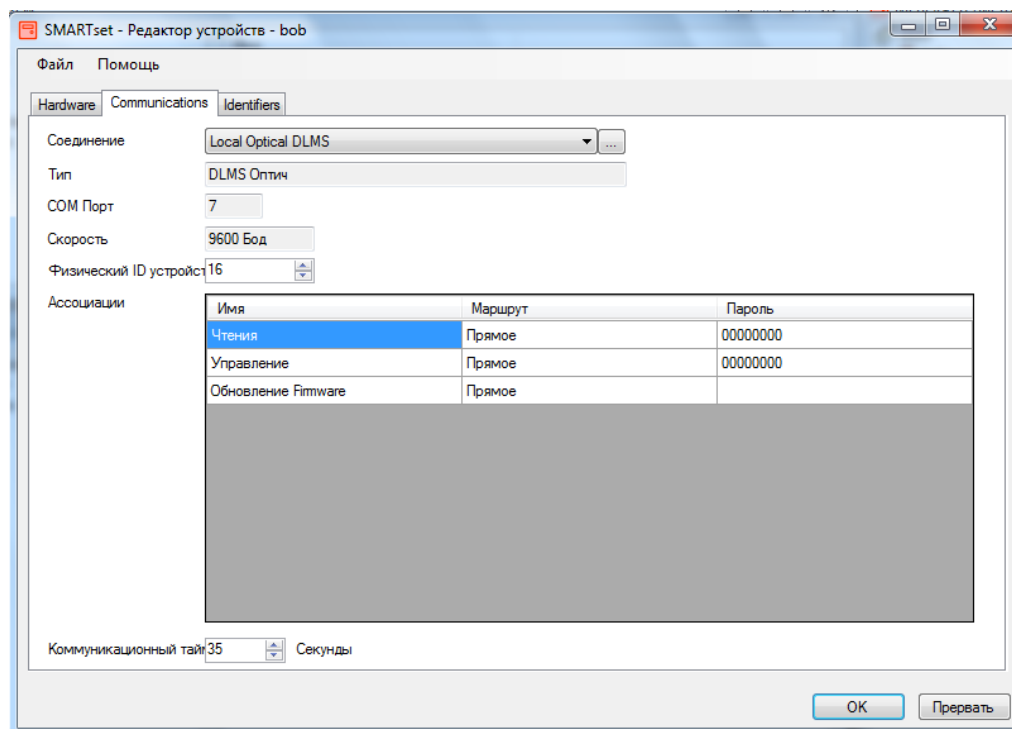 SMARTset - Редактор устройств - bob
Файл Помощь
Hardware Communications Identifiers
Соединение Local Optical DLMS ...
Тип DLMS Оптич
COM Порт 7
Скорость 9600 Бод
Физический ID устройст 16
Ассоциации
Имя Маршрут Пароль
Чтения Прямое 00000000
Управление Прямое 00000000
Обновление Firmware Прямое
Коммуникационный тай 35 Секунды
OK Прервать